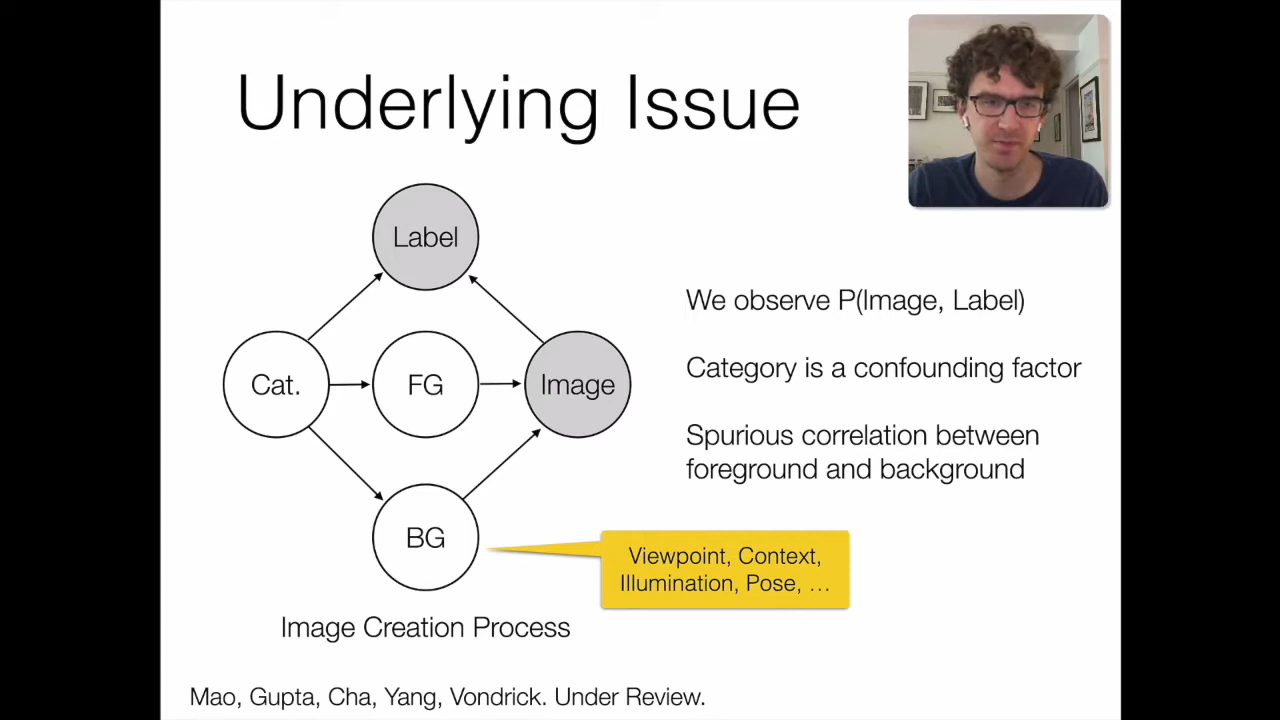 Underlying Issue
Label
Cat.
FG
Image
BG
We observe P(Image, Label)
Category is a confounding factor
Spurious correlation between
foreground and background
Viewpoint, Context,
Illumination, Pose, …
Image Creation Process
Mao, Gupta, Cha, Yang, Vondrick. Under Review.